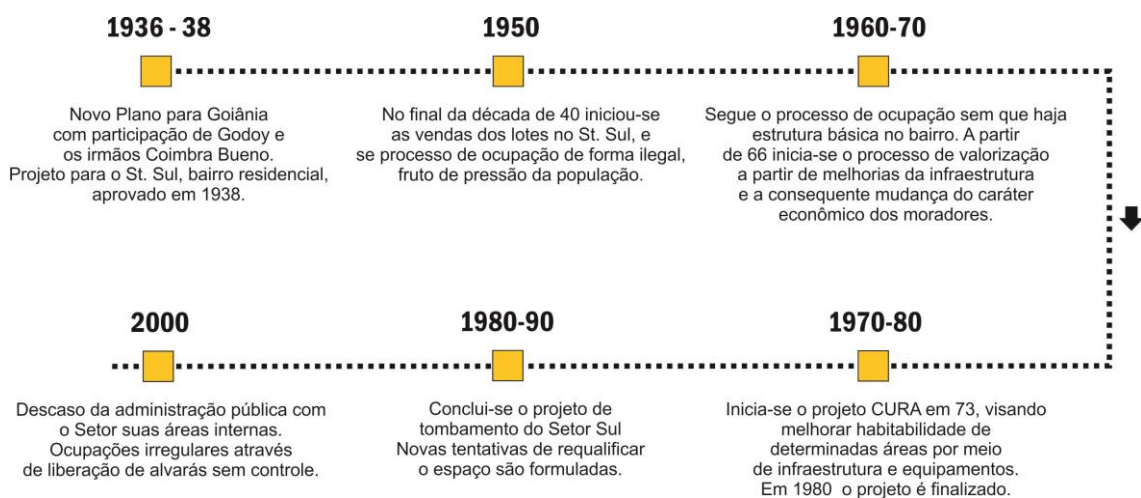 1936 - 38
Novo Plano para Goiânia
com participação de Godoy e
os irmãos Coimbra Bueno.
Projeto para o St. Sul, bairro residencial,
aprovado em 1938.
1950
No final da década de 40 iniciou-se
as vendas dos lotes no St. Sul, e
se processo de ocupação de forma ilegal,
fruto de pressão da população.
1960-70
Segue o processo de ocupação sem que haja
estrutura básica no bairro. A partir
de 66 inicia-se o processo de valorização
a partir de melhorias da infraestrutura
e a consequente mudança do caráter
econômico dos moradores.
1970-80
Inicia-se o projeto CURA em 73, visando
melhorar habitabilidade de
determinadas áreas por meio
de infraestrutura e equipamentos.
Em 1980 o projeto é finalizado.
1980-90
Conclui-se o projeto de
tombamento do Setor Sul
Novas tentativas de requalificar
o espaço são formuladas.
2000
Descaso da administração pública com
o Setor suas áreas internas.
Ocupações irregulares através
de liberação de alvarás sem controle.